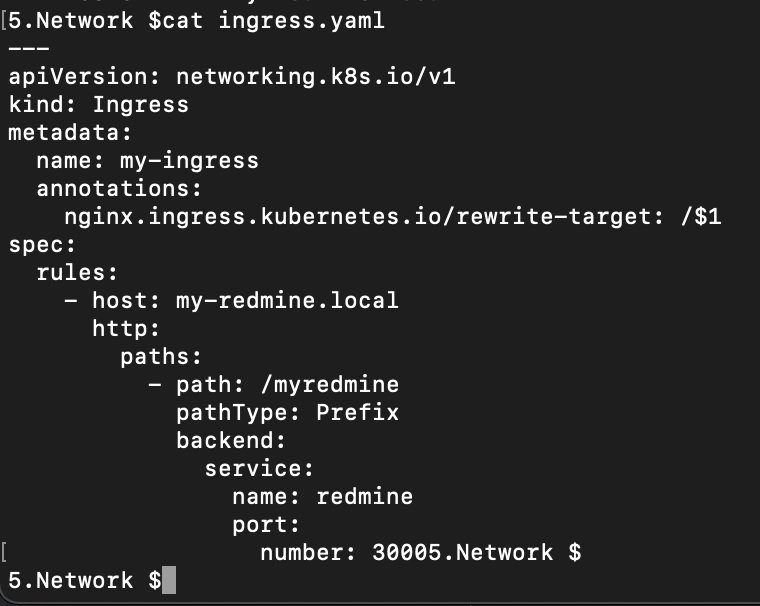 [5.Network $cat ingress.yaml
---
apiVersion: networking.k8s.io/v1
kind: Ingress
metadata:
  name: my-ingress
  annotations:
    nginx.ingress.kubernetes.io/rewrite-target: /$1
spec:
  rules:
    - host: my-redmine.local
      http:
        paths:
          - path: /myredmine
            pathType: Prefix
            backend:
              service:
                name: redmine
                port:
[                  number: 30005.Network $
5.Network $